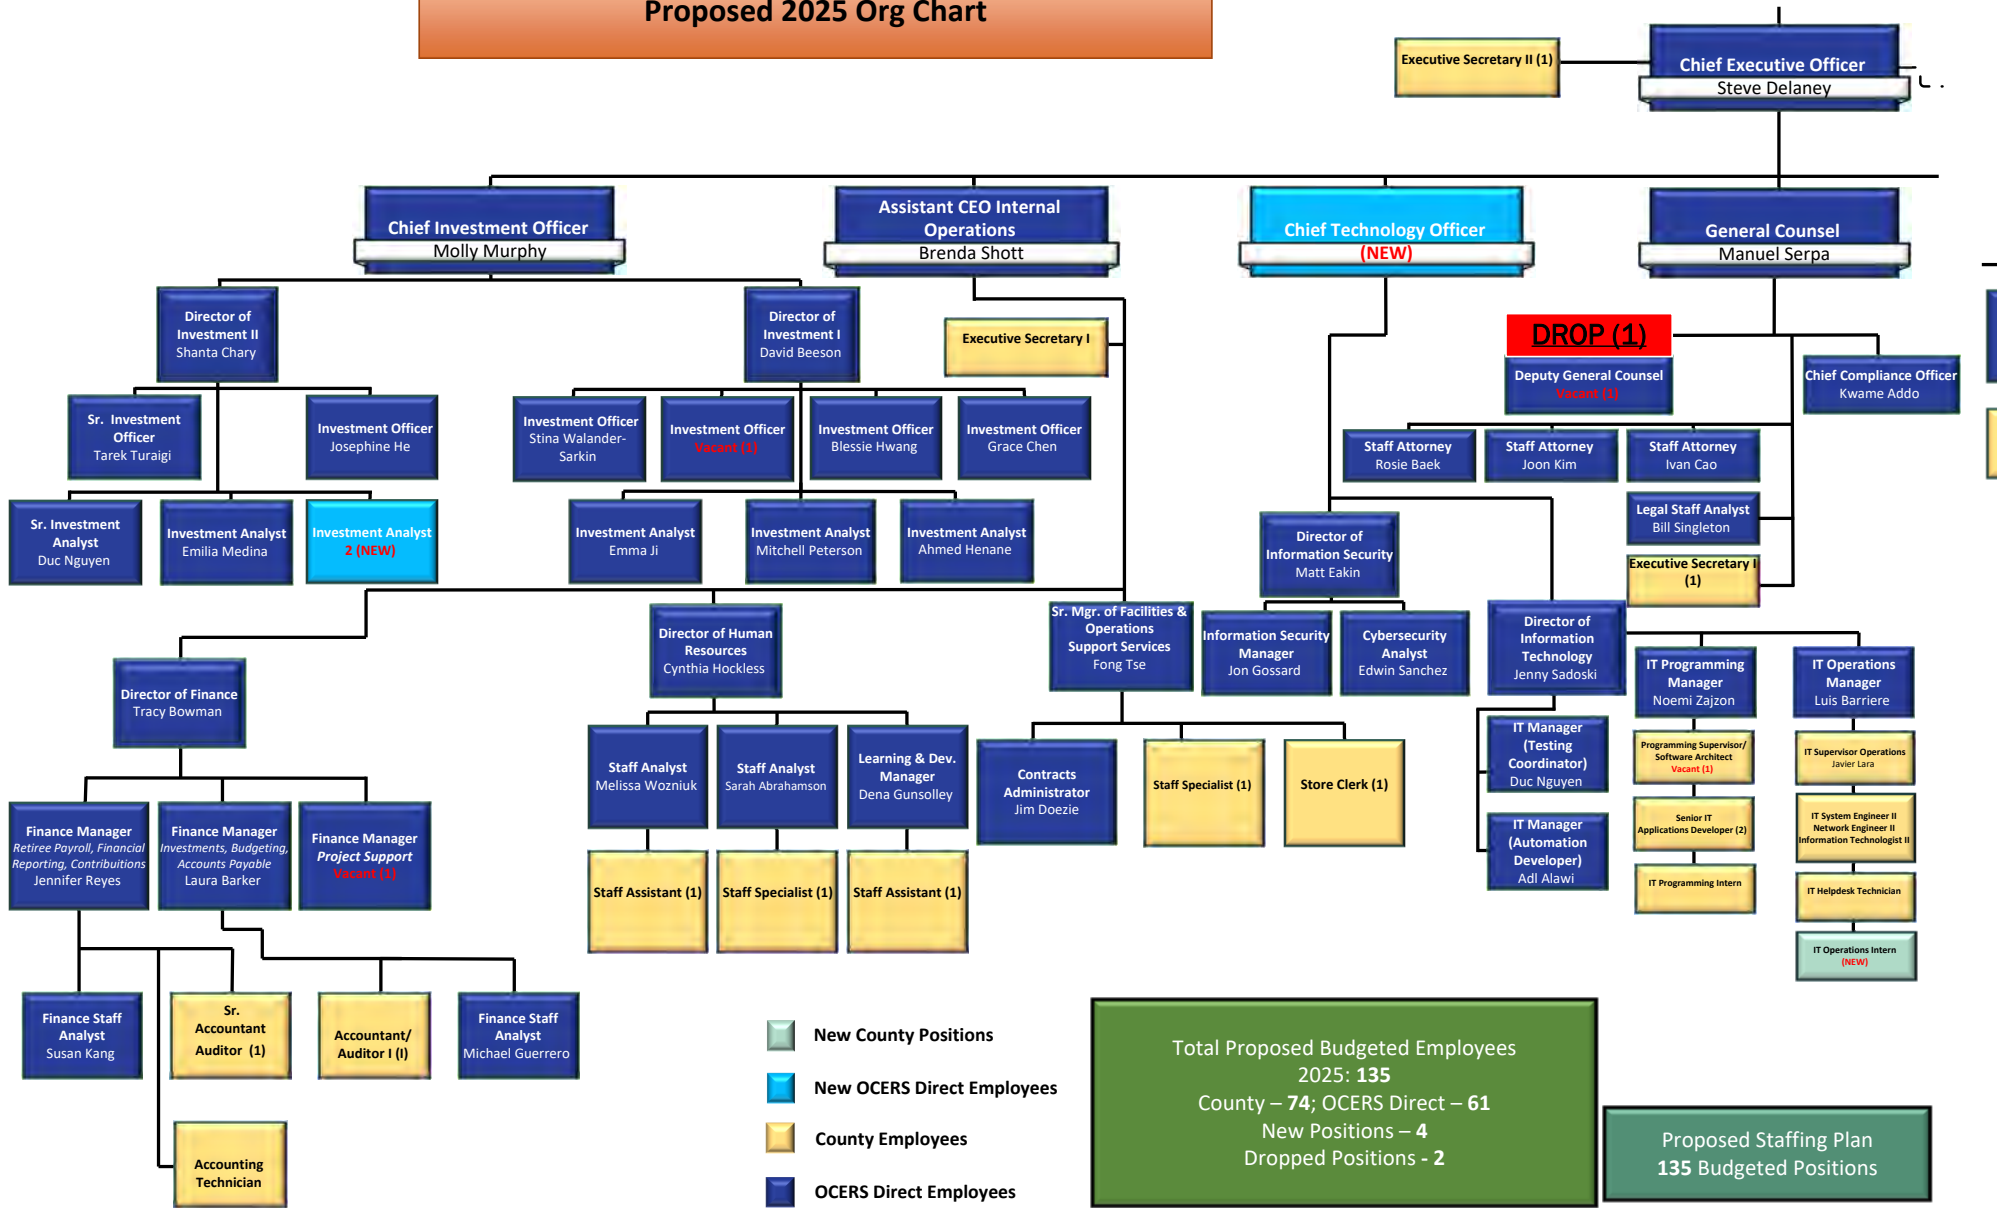 Proposed 2025 Org Chart
Executive Secretary II (1)
Chief Executive Officer
Steve Delaney
Chief Investment Officer
Molly Murphy
Assistant CEO Internal
Operations
Brenda Shott
Chief Technology Officer
(NEW)
General Counsel
Manuel Serpa
Director of
Investment II
Shanta Chary
Director of
Investment I
David Beeson
Executive Secretary I
DROP (1)
Deputy General Counsel
Vacant (1)
Chief Compliance Officer
Kwame Addo
Sr. Investment
Officer
Tarek Turaigi
Investment Officer
Josephine He
Investment Officer
Stina Walander-
Sarkin
Investment Officer
Vacant (1)
Investment Officer
Blessie Hwang
Investment Officer
Grace Chen
Staff Attorney
Rosie Baek
Staff Attorney
Joon Kim
Staff Attorney
Ivan Cao
Sr. Investment
Analyst
Duc Nguyen
Investment Analyst
Emilia Medina
Investment Analyst
2 (NEW)
Investment Analyst
Emma Ji
Investment Analyst
Mitchell Peterson
Investment Analyst
Ahmed Henane
Director of
Information Security
Matt Eakin
Legal Staff Analyst
Bill Singleton
Executive Secretary I
(1)
Director of Human
Resources
Cynthia Hockless
Sr. Mgr. of Facilities &
Operations
Support Services
Fong Tse
Information Security
Manager
Jon Gossard
Cybersecurity
Analyst
Edwin Sanchez
Director of
Information
Technology
Jenny Sadoski
IT Programming
Manager
Noemi Zajzon
IT Operations
Manager
Luis Barriere
Director of Finance
Tracy Bowman
Staff Analyst
Melissa Wozniuk
Staff Analyst
Sarah Abrahamson
Learning & Dev.
Manager
Dena Gunsolley
Contracts
Administrator
Jim Doezie
Staff Specialist (1)
Store Clerk (1)
IT Manager
(Testing
Coordinator)
Duc Nguyen
Programming Supervisor/
Software Architect
Vacant (1)
IT Supervisor Operations
Javier Lara
Finance Manager
Retiree Payroll, Financial
Reporting, Contribuitions
Jennifer Reyes
Finance Manager
Investments, Budgeting,
Accounts Payable
Laura Barker
Finance Manager
Project Support
Vacant (1)
Staff Assistant (1)
Staff Specialist (1)
Staff Assistant (1)
IT Manager
(Automation
Developer)
Adl Alawi
Senior IT
Applications Developer (2)
IT System Engineer II
Network Engineer II
Information Technologist II
IT Programming Intern
IT Helpdesk Technician
IT Operations Intern
(NEW)
Finance Staff
Analyst
Susan Kang
Sr.
Accountant
Auditor (1)
Accountant/
Auditor I (I)
Finance Staff
Analyst
Michael Guerrero
Accounting
Technician
New County Positions
New OCERS Direct Employees
County Employees
OCERS Direct Employees
Total Proposed Budgeted Employees
2025: 135
County – 74; OCERS Direct – 61
New Positions – 4
Dropped Positions - 2
Proposed Staffing Plan
135 Budgeted Positions